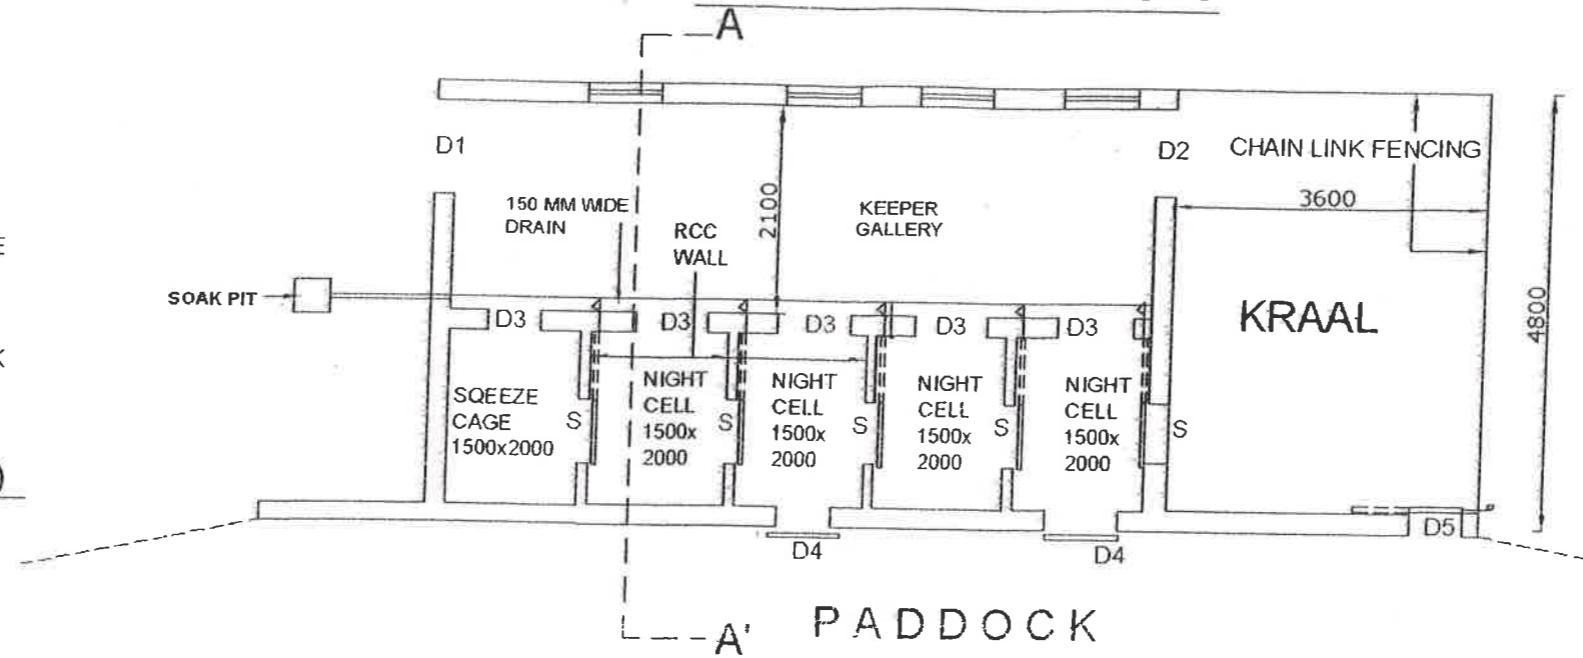 A
D1
D2
CHAIN LINK FENCING
150 MM WIDE
DRAIN
RCC
WALL
2100
KEEPER
GALLERY
3600
SOAK PIT
D3
D3
D3
D3
D3
KRAAL
4800
SQEEZE
CAGE
1500x2000
S
NIGHT
CELL
1500x
2000
S
NIGHT
CELL
1500x
2000
S
NIGHT
CELL
1500x
2000
S
NIGHT
CELL
1500x
2000
S
D4
D4
D5
A'
PADDOCK